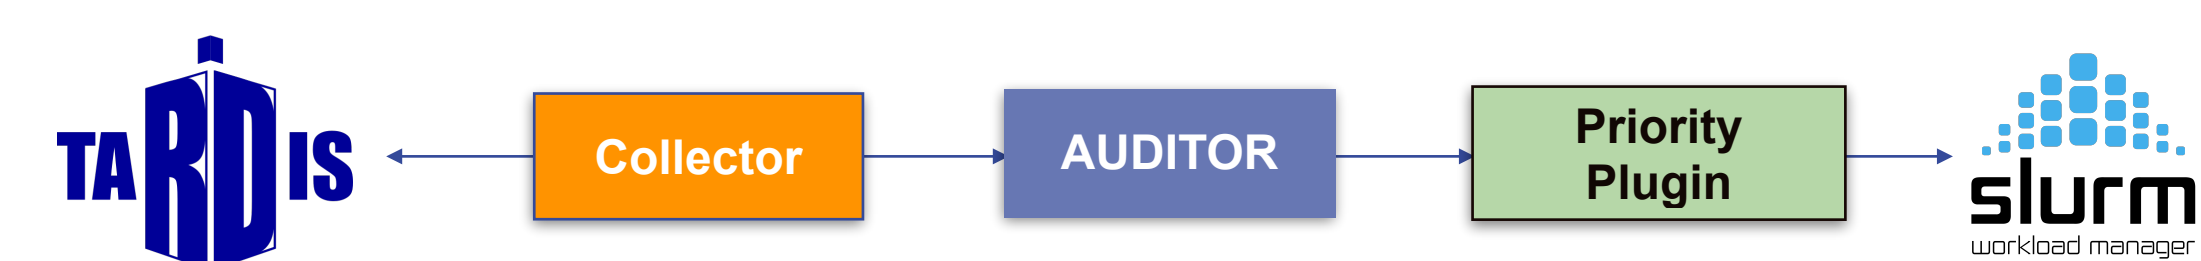 TARDIS
Collector
AUDITOR
Priority
Plugin
slurm
workload manager